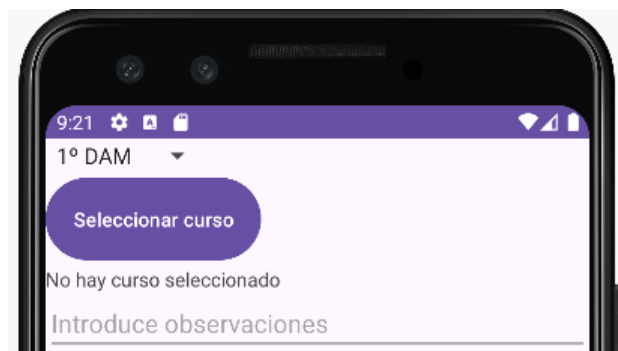 9:21
1º DAM
Seleccionar curso
No hay curso seleccionado
Introduce observaciones